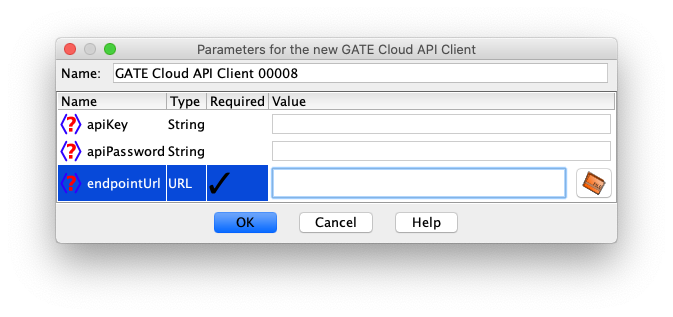 Parameters for the new GATE Cloud API Client
Name: GATE Cloud API Client 00008
Name Type Required Value
apiKey String
apiPassword String
endpointUrl URL ✓
OK Cancel Help